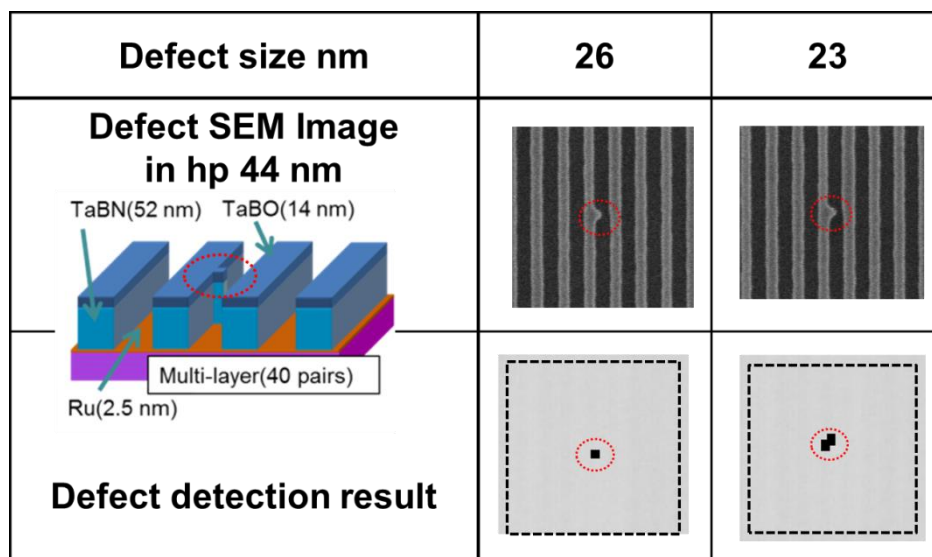 Defect size nm
26
23
Defect SEM Image
in hp 44 nm
TaBN(52 nm)
TaBO(14 nm)
Multi-layer(40 pairs)
Ru(2.5 nm)
Defect detection result